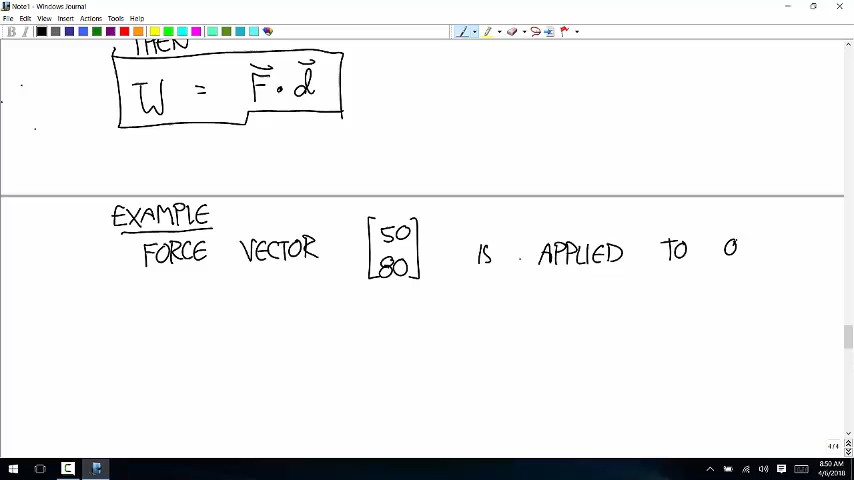 Note1 - Windows Journal
File Edit View Insert Actions Tools Help
THEN
W = F⃗ · d⃗
EXAMPLE
FORCE VECTOR [50 80] IS APPLIED TO O
4/4
8:50 AM
4/6/2018